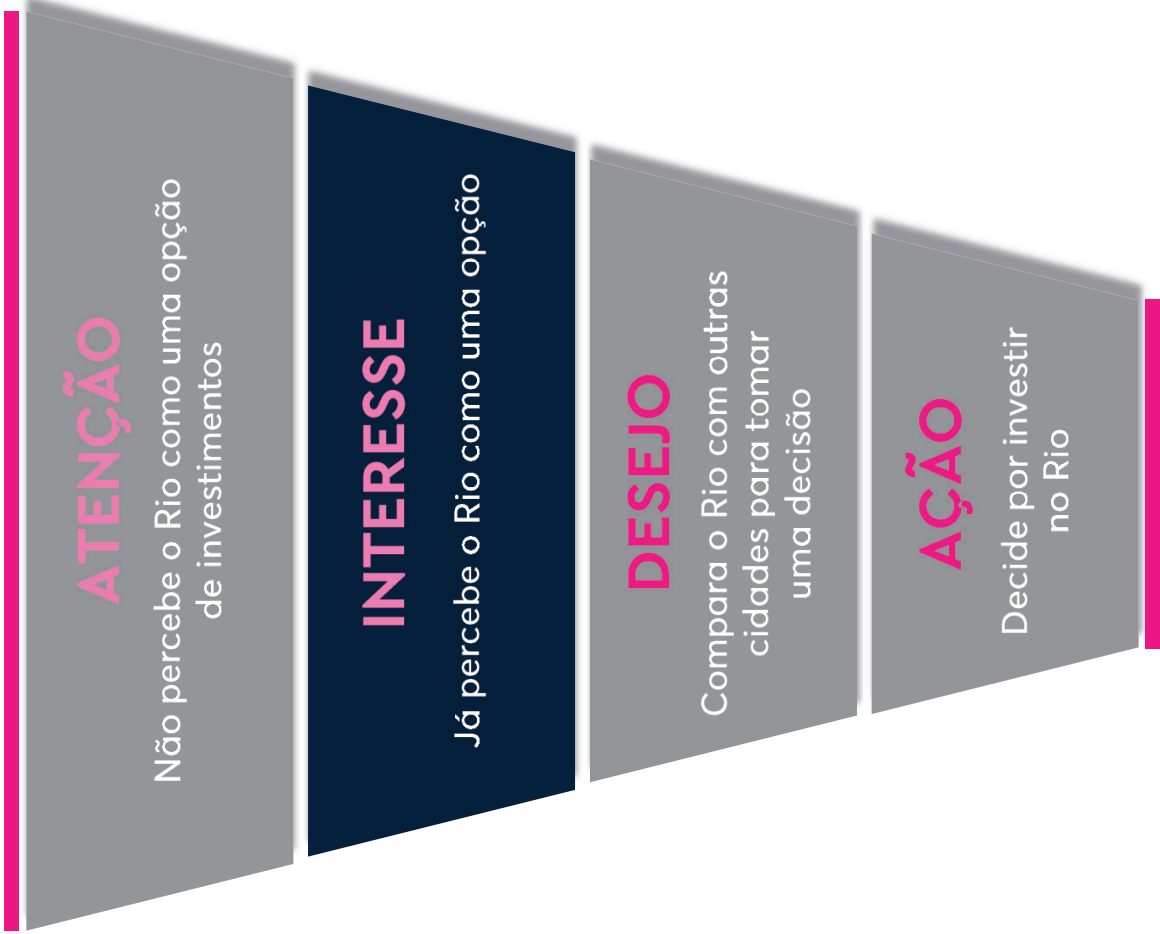 ATENÇÃO
Não percebe o Rio como uma opção
de investimentos
INTERESSE
Já percebe o Rio como uma opção
DESEJO
Compara o Rio com outras
cidades para tomar
uma decisão
AÇÃO
Decide por investir
no Rio